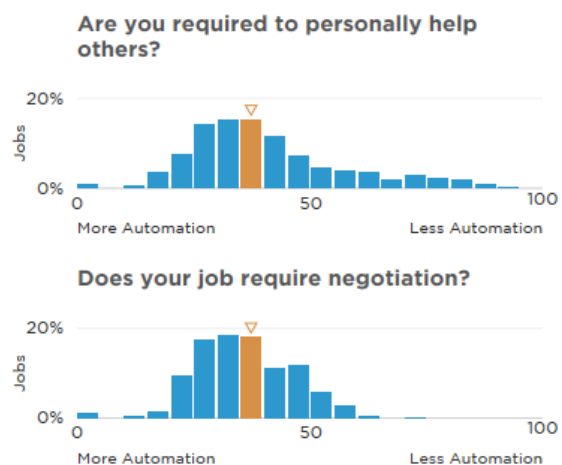 Are you required to personally help
others?
20%
Jobs
0%
0 50 100
More Automation Less Automation
Does your job require negotiation?
20%
Jobs
0%
0 50 100
More Automation Less Automation